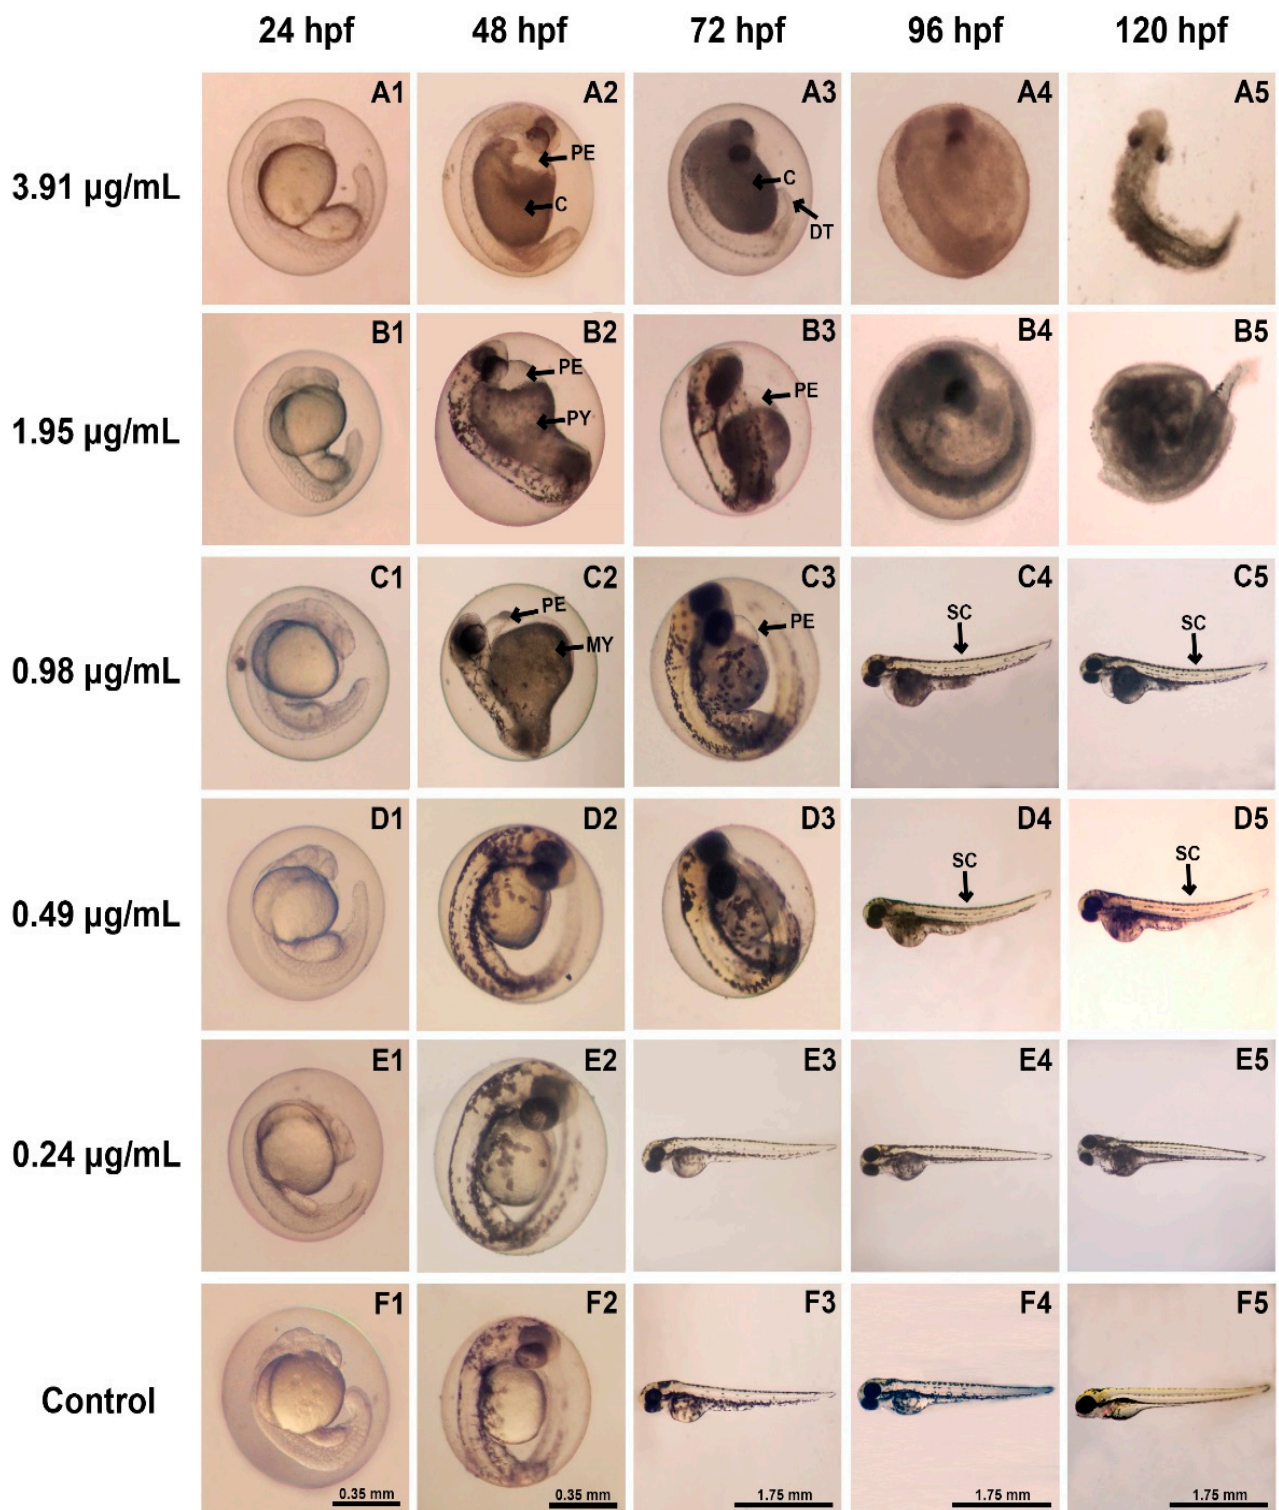 24 hpf 48 hpf 72 hpf 96 hpf 120 hpf
3.91 µg/mL
A1 A2 A3 A4 A5
PE
C
C
DT
1.95 µg/mL
B1 B2 B3 B4 B5
PE
PY
PE
0.98 µg/mL
C1 C2 C3 C4 C5
PE
MY
PE
SC
SC
0.49 µg/mL
D1 D2 D3 D4 D5
SC
SC
0.24 µg/mL
E1 E2 E3 E4 E5
Control
F1 F2 F3 F4 F5
0.35 mm 0.35 mm 1.75 mm 1.75 mm 1.75 mm